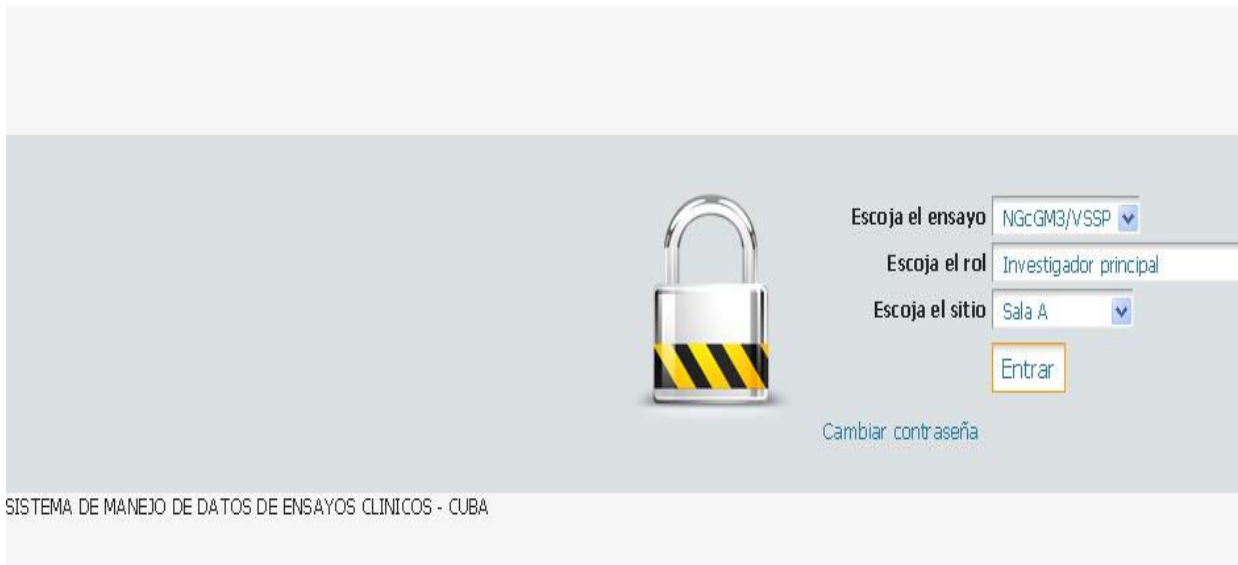 Escoja el ensayo NGcGM3/VSSP
Escoja el rol Investigador principal
Escoja el sitio Sala A
Entrar
Cambiar contraseña
SISTEMA DE MANEJO DE DATOS DE ENSAYOS CLINICOS - CUBA